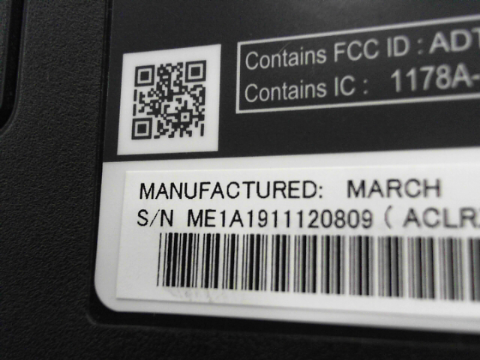 Contains FCC ID : ADT
Contains IC : 1178A-
MANUFACTURED: MARCH
S/N ME1A1911120809 ( ACLR